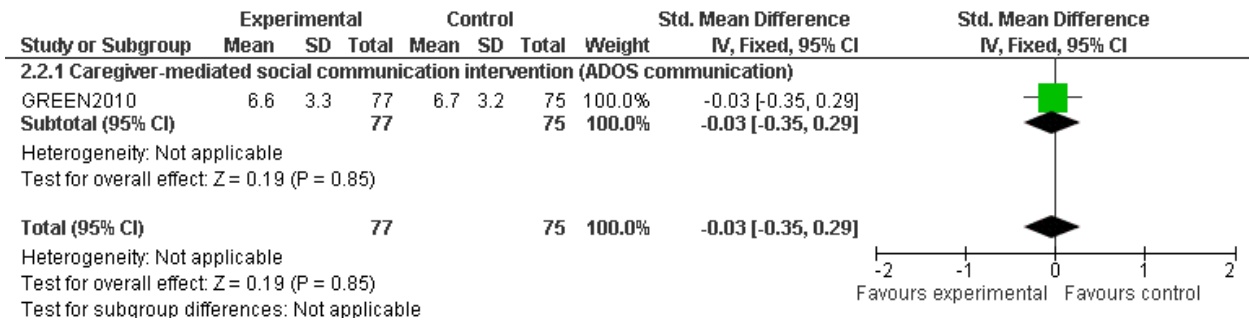 Experimental Control Std. Mean Difference Std. Mean Difference
Study or Subgroup Mean SD Total Mean SD Total Weight IV, Fixed, 95% CI IV, Fixed, 95% CI
2.2.1 Caregiver-mediated social communication intervention (ADOS communication)
GREEN2010 6.6 3.3 77 6.7 3.2 75 100.0% -0.03 [-0.35, 0.29]
Subtotal (95% CI) 77 75 100.0% -0.03 [-0.35, 0.29]
Heterogeneity: Not applicable
Test for overall effect: Z = 0.19 (P = 0.85)
Total (95% CI) 77 75 100.0% -0.03 [-0.35, 0.29]
Heterogeneity: Not applicable
-2 -1 0 1 2
Test for overall effect: Z = 0.19 (P = 0.85)
Favours experimental Favours control
Test for subgroup differences: Not applicable